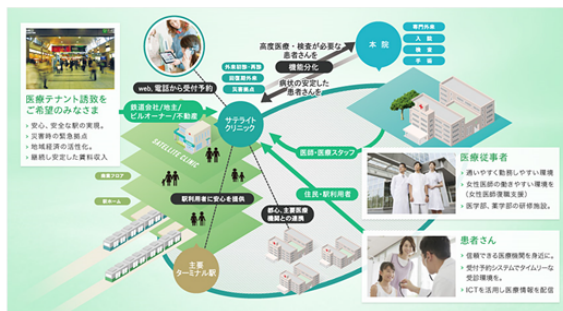 専門外来
入院
検査
手術
本院
高度医療・検査が必要な
患者さんを
機能分化
病状の安定した
患者さんを
外来初診・再診
回復期外来
災害拠点
web、電話から受付予約
サテライト
クリニック
鉄道会社/地主/
ビルオーナー/不動産
医療テナント誘致を
ご希望のみなさま
安心、安全な駅の実現。
災害時の緊急拠点
地域経済の活性化。
継続し安定した賃料収入
SATELLITE CLINIC
医師・医療スタッフ
住民・駅利用者
駅利用者に安心を提供
都心、主要医療
機関との連携
商業フロア
駅ホーム
主要
ターミナル駅
医療従事者
通いやすく勤務しやすい環境
女性医師の働きやすい環境を
(女性医師復職支援)
医学部、薬学部の研修施設。
患者さん
信頼できる医療機関を身近に。
受付予約システムでタイムリーな
受診環境を。
ICTを活用し医療情報を配信